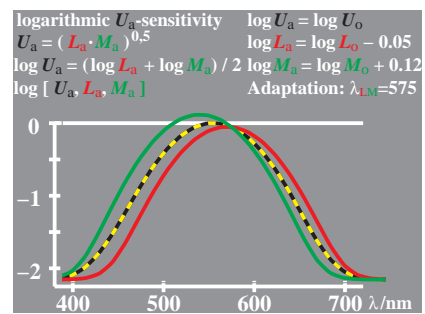 logarithmic Uₐ-sensitivity log Uₐ = log Uₒ
Uₐ = ( Lₐ·Mₐ )⁰,⁵ log Lₐ = log Lₒ − 0.05
log Uₐ = (log Lₐ + log Mₐ) / 2 log Mₐ = log Mₒ + 0.12
log [ Uₐ, Lₐ, Mₐ ] Adaptation: λLM=575
0
−1
−2
400 500 600 700 λ/nm